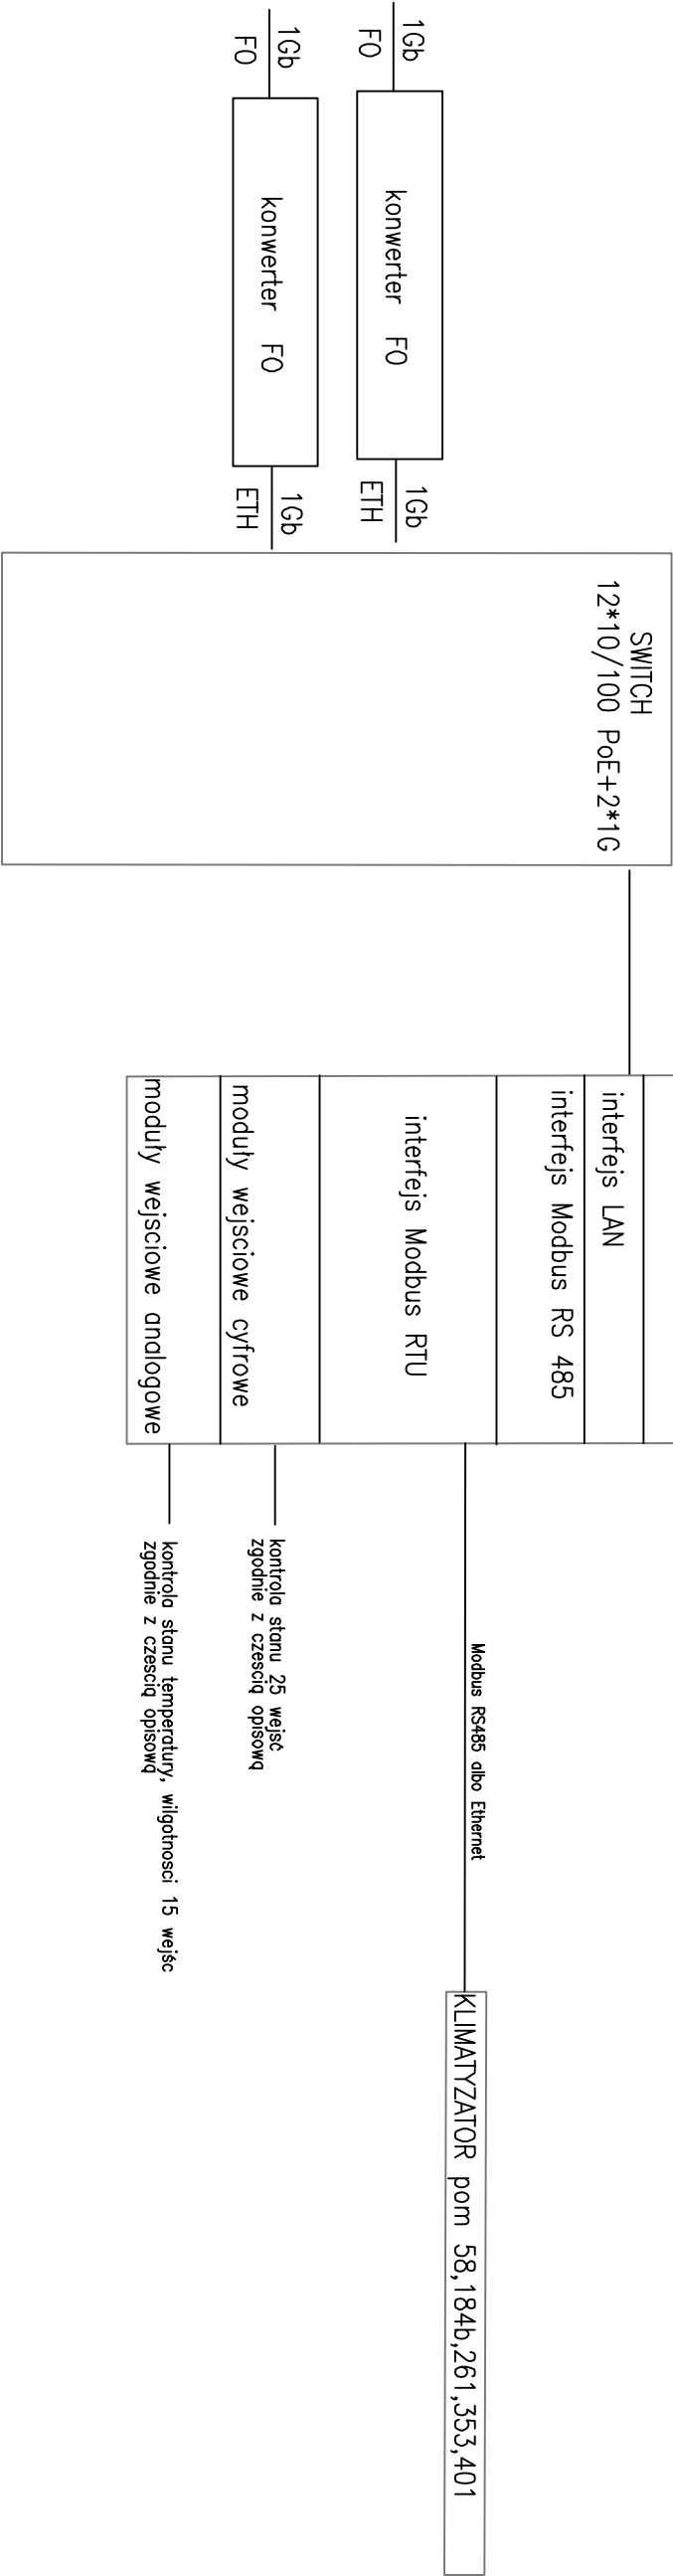 1Gb
FO
konwerter FO
1Gb
ETH
1Gb
FO
konwerter FO
1Gb
ETH
SWITCH
12*10/100 PoE+2*1G
interfejs LAN
interfejs Modbus RS 485
interfejs Modbus RTU
moduły wejsciowe cyfrowe
moduły wejsciowe analogowe
Modbus RS485 albo Ethernet
kontrola stanu 25 wejść
zgodnie z czescią opisową
kontrola stanu temperatury, wilgotnosci 15 wejśc
zgodnie z czescią opisową
KLIMATYZATOR pom 58,184b,261,353,401